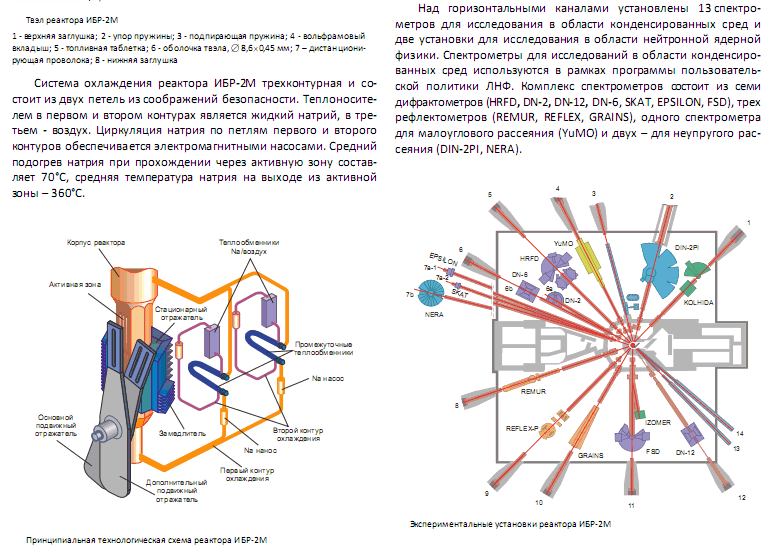 Твэл реактора ИБР-2М
1 - верхняя заглушка; 2 - упор пружины; 3 - подпирающая пружина; 4 - вольфрамовый
вкладыш; 5 - топливная таблетка; 6 - оболочка твэла, ∅ 8,6×0,45 мм; 7 – дистанциони-
рующая проволока; 8 - нижняя заглушка
Система охлаждения реактора ИБР-2М трехконтурная и со-
стоит из двух петель из соображений безопасности. Теплоносите-
лем в первом и втором контурах является жидкий натрий, в тре-
тьем - воздух. Циркуляция натрия по петлям первого и второго
контуров обеспечивается электромагнитными насосами. Средний
подогрев натрия при прохождении через активную зону состав-
ляет 70°С, средняя температура натрия на выходе из активной
зоны – 360°С.
Корпус реактора
Теплообменники
Na/воздух
Активная зона
Стационарный
отражатель
Промежуточные
теплообменники
Na насос
Основной
подвижный
отражатель
Замедлитель
Второй контур
охлаждения
Na насос
Первый контур
охлаждения
Дополнительный
подвижный
отражатель
Принципиальная технологическая схема реактора ИБР-2М
Над горизонтальными каналами установлены 13 спектро-
метров для исследования в области конденсированных сред и
две установки для исследования в области нейтронной ядерной
физики. Спектрометры для исследований в области конденсиро-
ванных сред используются в рамках программы пользователь-
ской политики ЛНФ. Комплекс спектрометров состоит из семи
дифрактометров (HRFD, DN-2, DN-12, DN-6, SKAT, EPSILON, FSD), трех
рефлектометров (REMUR, REFLEX, GRAINS), одного спектрометра
для малоуглового рассеяния (YuMO) и двух – для неупругого рас-
сеяния (DIN-2PI, NERA).
5
4
3
2
1
6
YuMO
DIN-2PI
HRFD
EPSILON
7a-1
7a-2
SKAT
DN-6
6b
6a
DN-2
KOLHIDA
7b
NERA
REMUR
8
REFLEX-P
IZOMER
GRAINS
FSD
DN-12
14
13
9
10
11
12
Экспериментальные установки реактора ИБР-2М